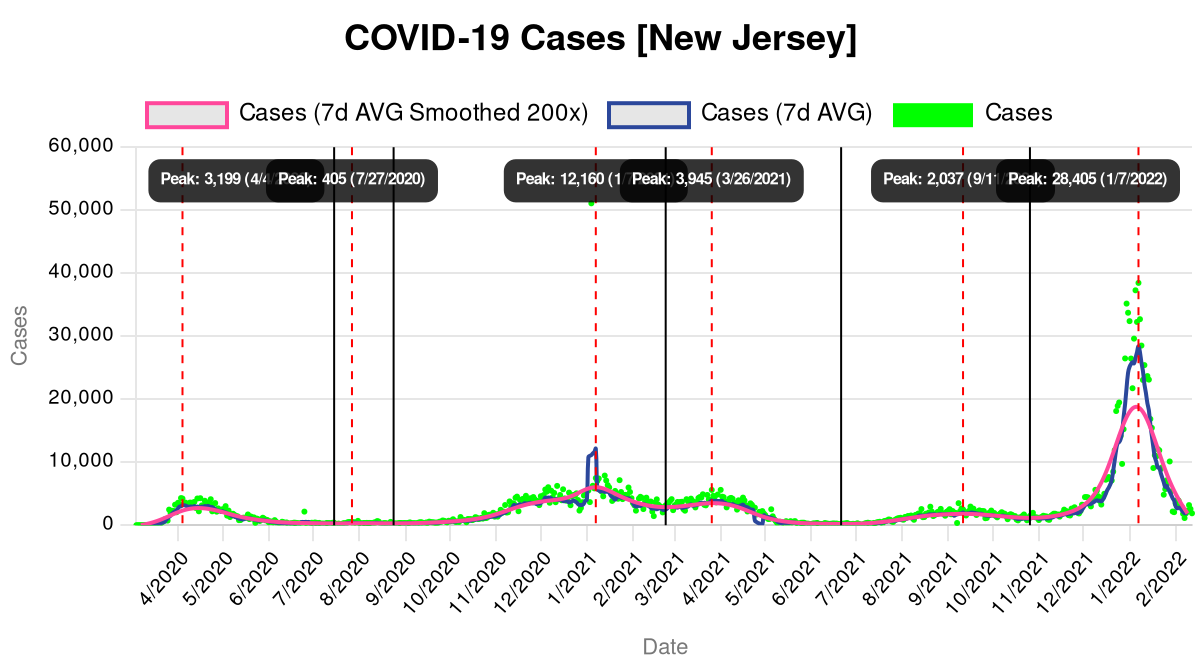 COVID-19 Cases [New Jersey]
Cases (7d AVG Smoothed 200x) Cases (7d AVG) Cases
60,000
Peak: 3,199 (4/4 Peak: 405 (7/27/2020) Peak: 12,160 (1/7 Peak: 3,945 (3/26/2021) Peak: 2,037 (9/11 Peak: 28,405 (1/7/2022)
50,000
40,000
30,000
20,000
10,000
0
Cases
4/2020 5/2020 6/2020 7/2020 8/2020 9/2020 10/2020 11/2020 12/2020 1/2021 2/2021 3/2021 4/2021 5/2021 6/2021 7/2021 8/2021 9/2021 10/2021 11/2021 12/2021 1/2022 2/2022
Date